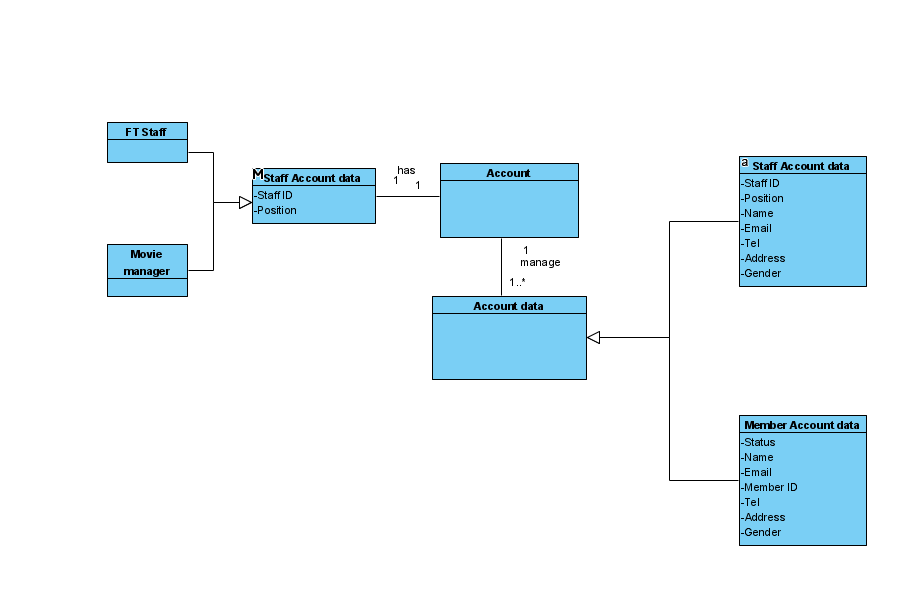 FT Staff
Movie
manager
M
Staff Account data
-Staff ID
-Position
has
1
1
Account
1
manage
1..*
Account data
a
Staff Account data
-Staff ID
-Position
-Name
-Email
-Tel
-Address
-Gender
Member Account data
-Status
-Name
-Email
-Member ID
-Tel
-Address
-Gender